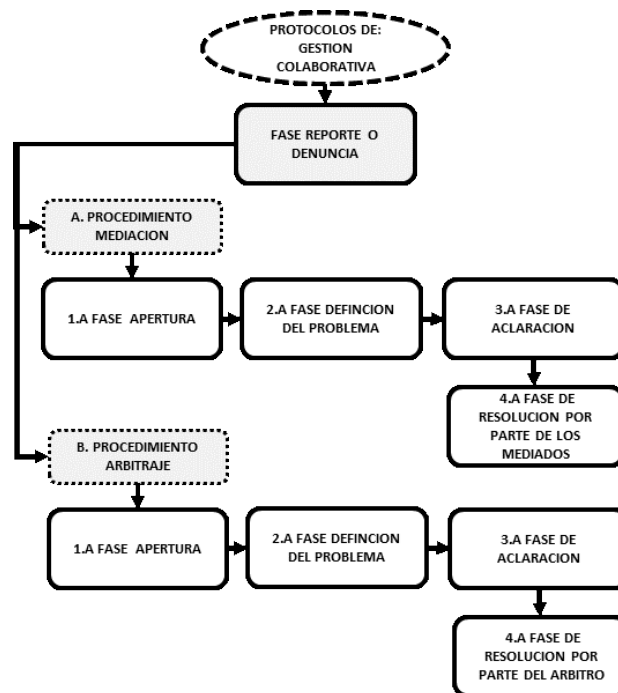 PROTOCOLOS DE:
GESTION
COLABORATIVA
FASE REPORTE O
DENUNCIA
A. PROCEDIMIENTO
MEDIACION
1.A FASE APERTURA
2.A FASE DEFINCION
DEL PROBLEMA
3.A FASE DE
ACLARACION
4.A FASE DE
RESOLUCION POR
PARTE DE LOS
MEDIADOS
B. PROCEDIMIENTO
ARBITRAJE
1.A FASE APERTURA
2.A FASE DEFINCION
DEL PROBLEMA
3.A FASE DE
ACLARACION
4.A FASE DE
RESOLUCION POR
PARTE DEL ARBITRO